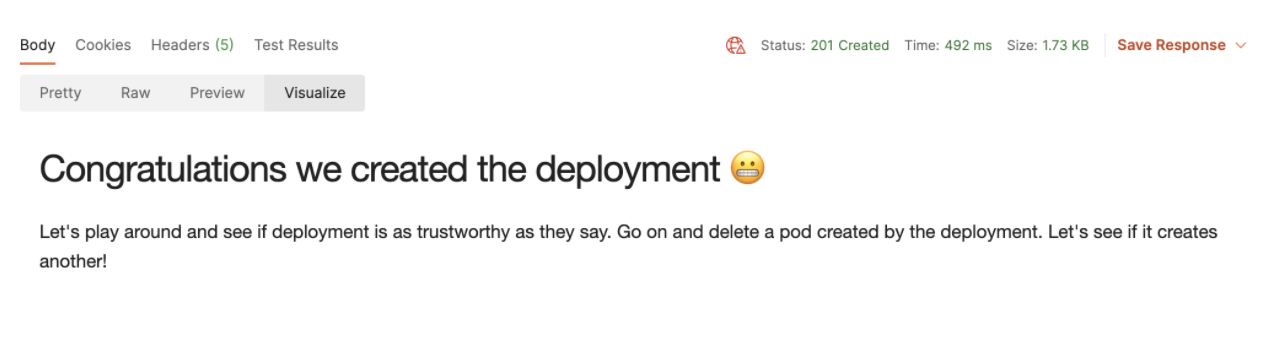 Body Cookies Headers (5) Test Results Status: 201 Created Time: 492 ms Size: 1.73 KB Save Response
Pretty Raw Preview Visualize
Congratulations we created the deployment 😬
Let's play around and see if deployment is as trustworthy as they say. Go on and delete a pod created by the deployment. Let's see if it creates
another!